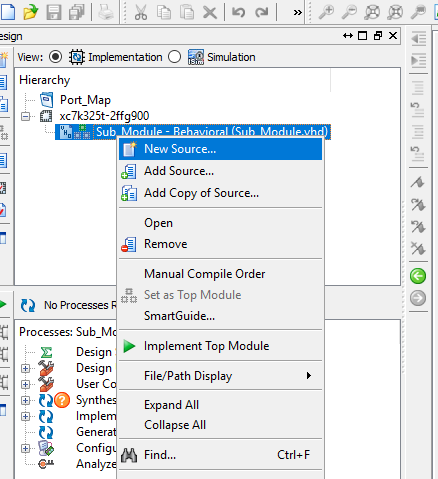 Design
View: Implementation Simulation
Hierarchy
Port_Map
xc7k325t-2ffg900
Sub_Module - Behavioral (Sub_Module.vhd)
New Source...
Add Source...
Add Copy of Source...
Open
Remove
Manual Compile Order
Set as Top Module
SmartGuide...
Implement Top Module
File/Path Display
Expand All
Collapse All
Find... Ctrl+F
No Processes R
Processes: Sub_Mo
Design
Design
User Co
Synthes
Implem
Generat
Configu
Analyze